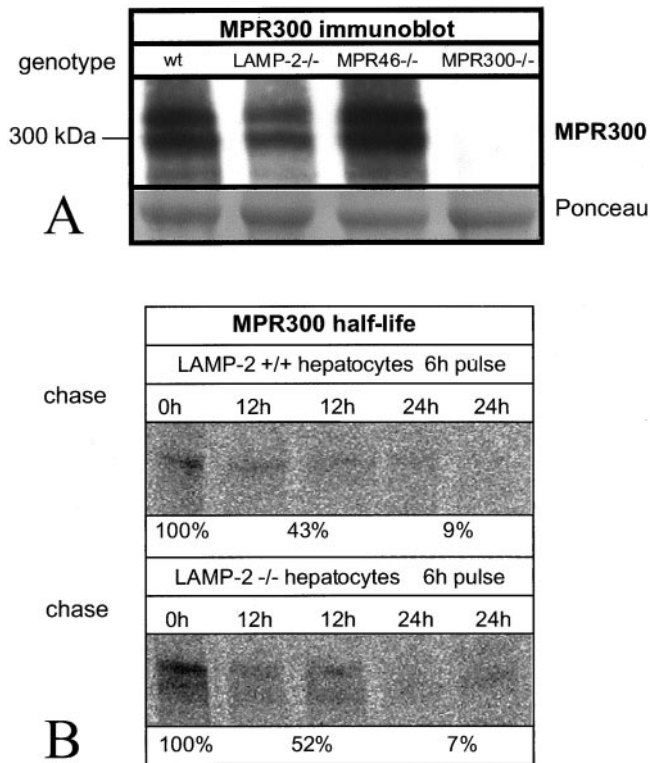 MPR300 immunoblot
genotype wt LAMP-2-/- MPR46-/- MPR300-/-
300 kDa MPR300
A Ponceau
MPR300 half-life
LAMP-2 +/+ hepatocytes 6h pulse
chase 0h 12h 12h 24h 24h
100% 43% 9%
LAMP-2 -/- hepatocytes 6h pulse
chase 0h 12h 12h 24h 24h
B 100% 52% 7%